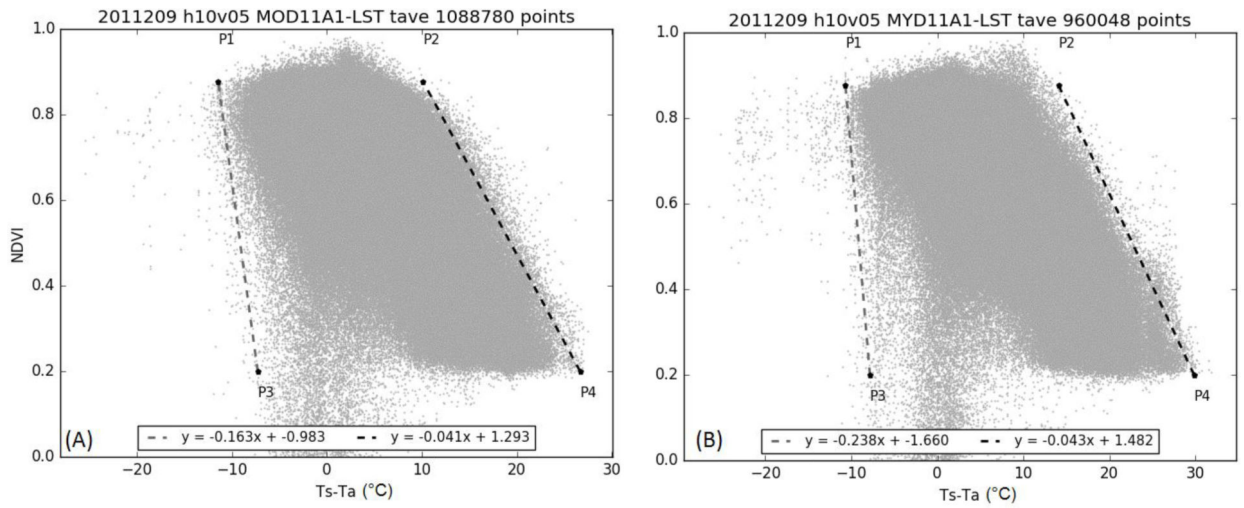 2011209 h10v05 MOD11A1-LST tave 1088780 points
1.0
0.8
0.6
0.4
0.2
0.0
NDVI
P1
P2
P3
P4
(A)
y = -0.163x + -0.983
y = -0.041x + 1.293
−20
−10
0
10
20
30
Ts-Ta (°C)
2011209 h10v05 MYD11A1-LST tave 960048 points
1.0
0.8
0.6
0.4
0.2
0.0
P1
P2
P3
P4
(B)
y = -0.238x + -1.660
y = -0.043x + 1.482
−20
−10
0
10
20
30
Ts-Ta (°C)